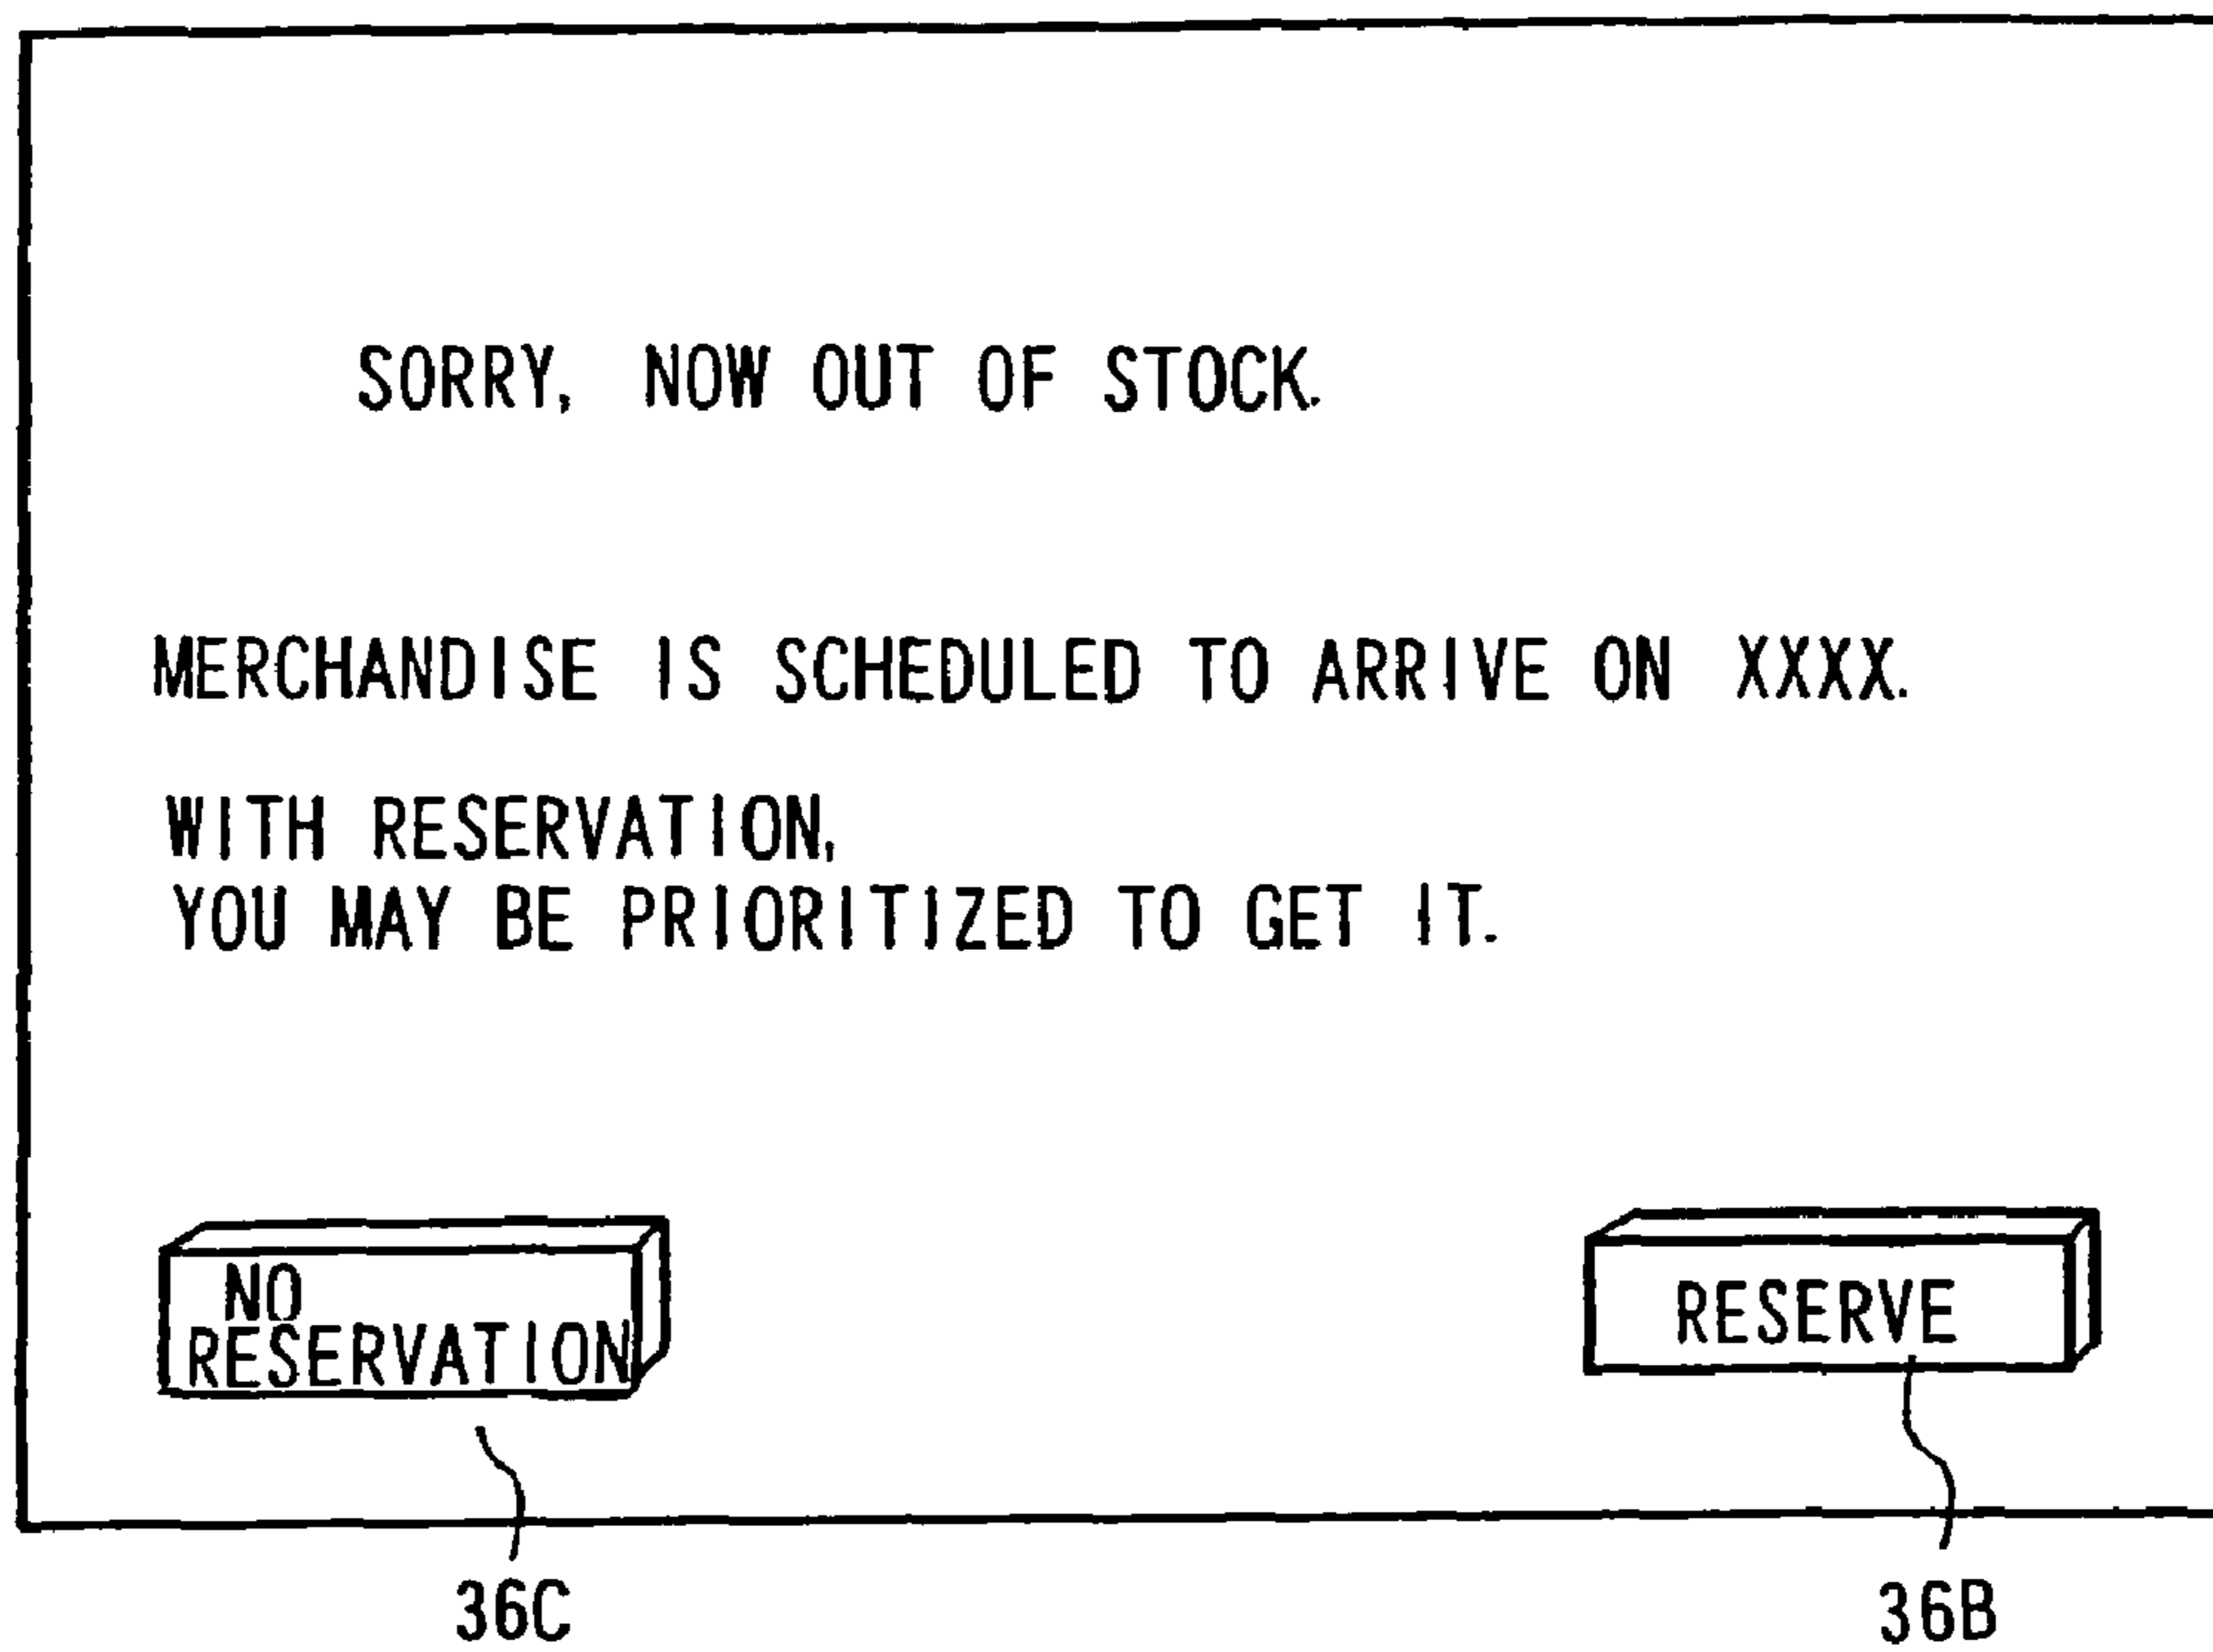 SORRY, NOW OUT OF STOCK.
MERCHANDISE IS SCHEDULED TO ARRIVE ON XXXX.
WITH RESERVATION,
YOU MAY BE PRIORITIZED TO GET IT.
NO
RESERVATION
RESERVE
36C
36B